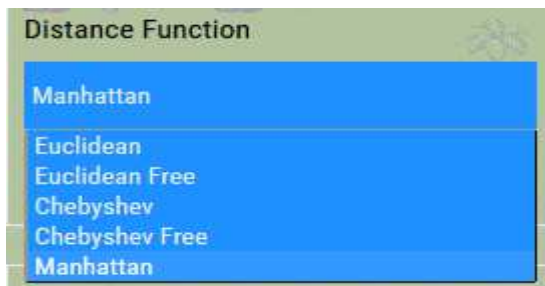 Distance Function
Manhattan
Euclidean
Euclidean Free
Chebyshev
Chebyshev Free
Manhattan